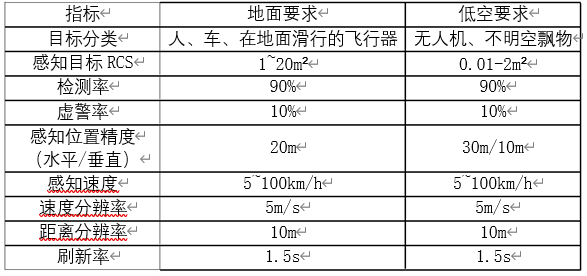 指标 地面要求 低空要求
目标分类 人、车、在地面滑行的飞行器 无人机、不明空飘物
感知目标RCS 1~20m² 0.01-2m²
检测率 90% 90%
虚警率 10% 10%
感知位置精度
（水平/垂直） 20m 30m/10m
感知速度 5~100km/h 5~100km/h
速度分辨率 5m/s 5m/s
距离分辨率 10m 10m
刷新率 1.5s 1.5s